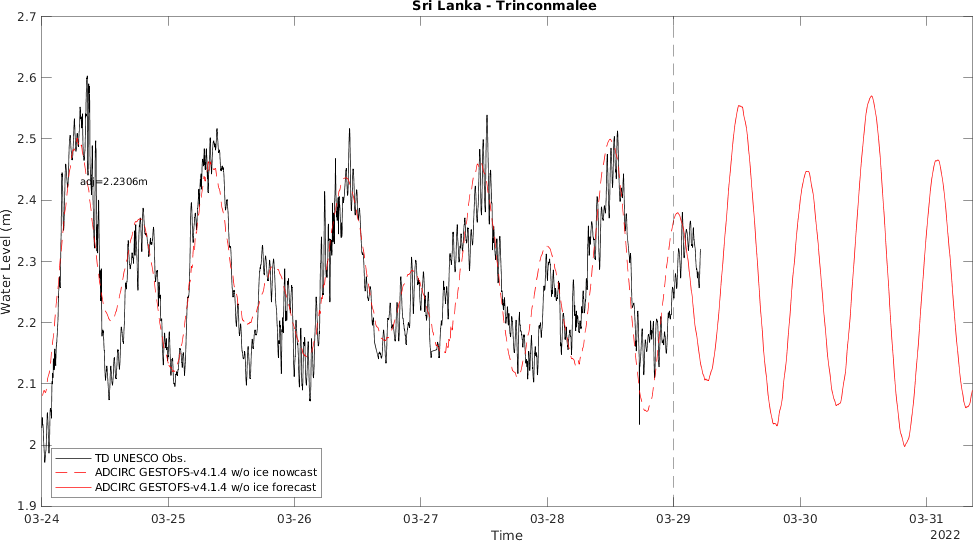 Sri Lanka - Trinconmalee
2.7
2.6
2.5
2.4
2.3
2.2
2.1
2
1.9
Water Level (m)
adj=2.2306m
TD UNESCO Obs.
ADCIRC GESTOFS-v4.1.4 w/o ice nowcast
ADCIRC GESTOFS-v4.1.4 w/o ice forecast
03-24 03-25 03-26 03-27 03-28 03-29 03-30 03-31
Time
2022